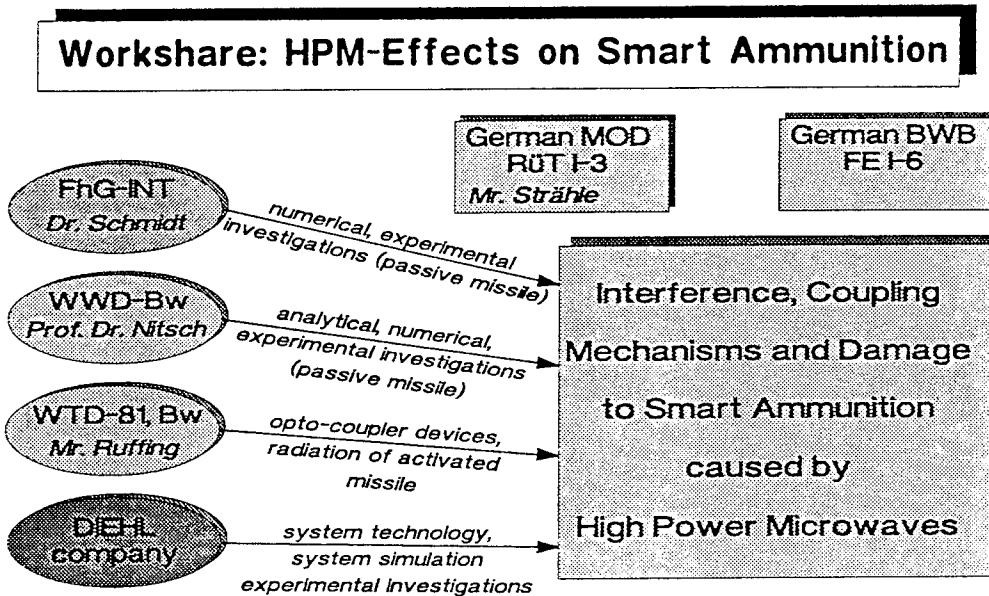 Workshare: HPM-Effects on Smart Ammunition
German MOD
RüT I-3
Mr. Strähle
German BWB
FE I-6
FhG-INT
Dr. Schmidt
numerical, experimental
investigations (passive missile)
WWD-Bw
Prof. Dr. Nitsch
analytical, numerical,
experimental investigations
(passive missile)
WTD-81, Bw
Mr. Ruffing
opto-coupler devices,
radiation of activated
missile
DIEHL
company
system technology,
system simulation
experimental investigations
Interference, Coupling
Mechanisms and Damage
to Smart Ammunition
caused by
High Power Microwaves